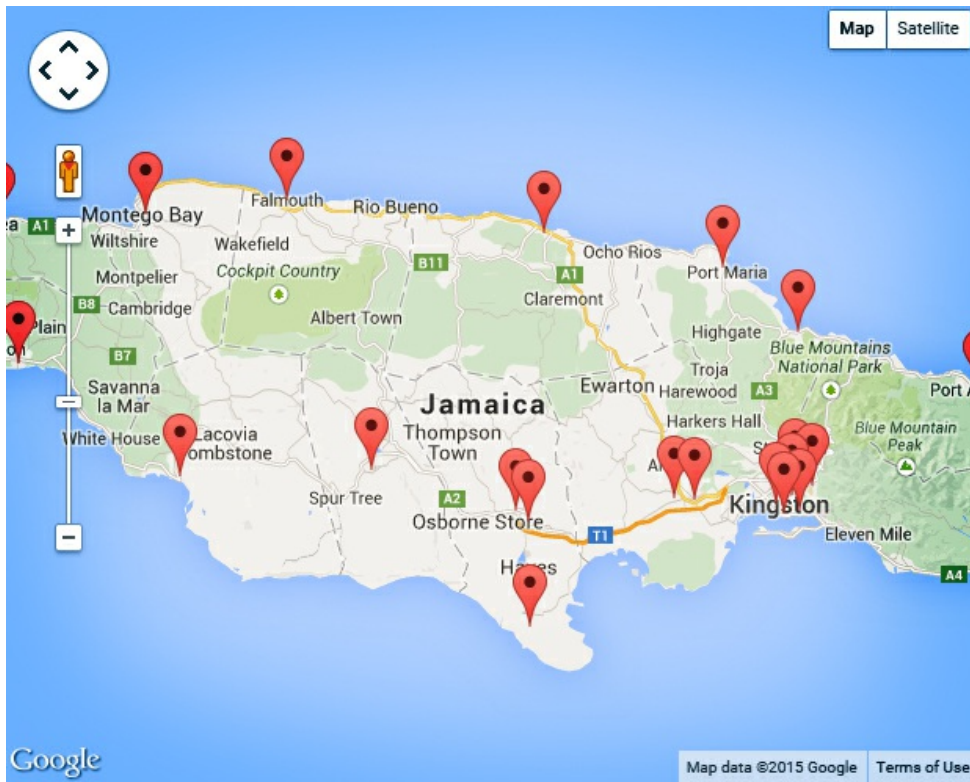 Map Satellite
Montego Bay
Falmouth
Rio Bueno
A1
Wiltshire
Wakefield
Ocho Rios
Montpelier
Cockpit Country
B11
A1
Port Maria
B8
Cambridge
Albert Town
Claremont
Plain
Highgate
B7
Blue Mountains
National Park
Savanna
la Mar
Ewarton
Troja
Harewood
A3
Port A
Jamaica
White House
Lacovia
Tombstone
Thompson
Town
Harkers Hall
Blue Mountain
Peak
Spur Tree
A2
Osborne Store
Kingston
T1
Eleven Mile
Hayes
A4
Google
Map data ©2015 Google Terms of Use